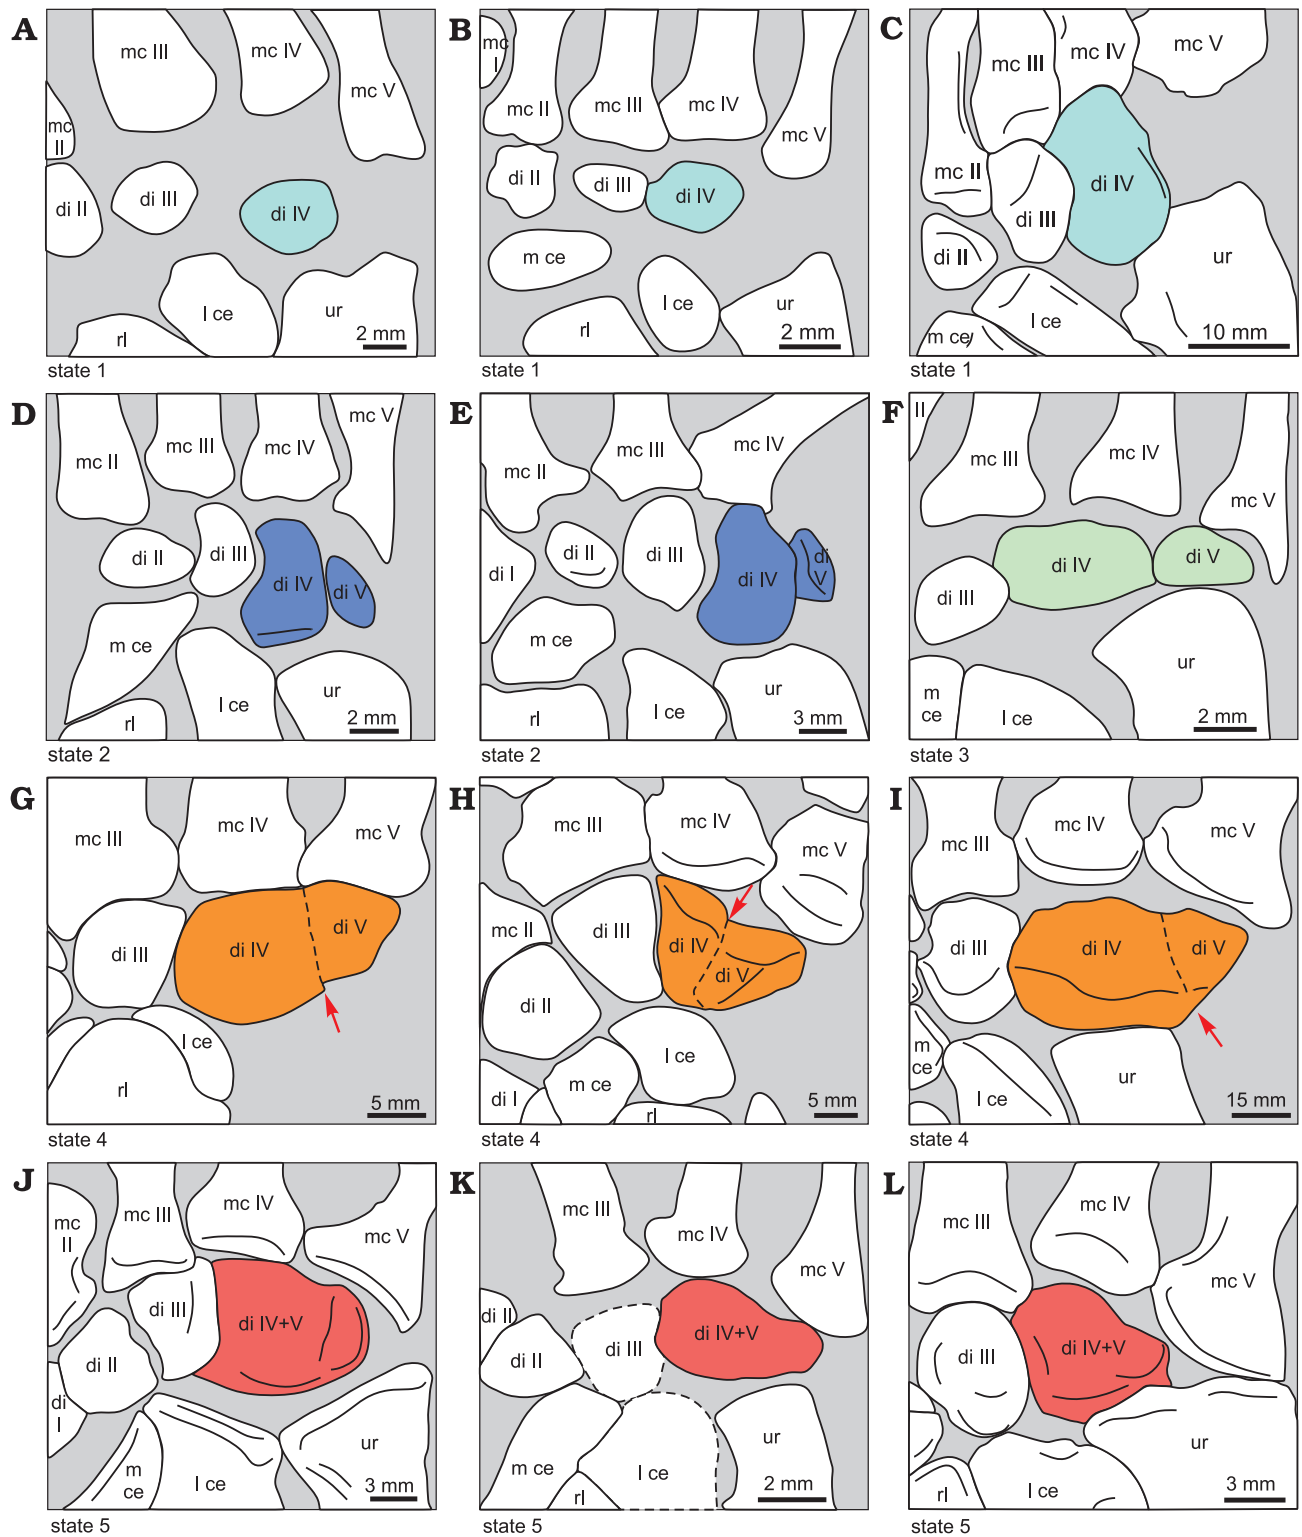 A
mc III
mc IV
mc V
mc
II
di II
di III
di IV
rl
l ce
ur
2 mm
state 1
B
mc
I
mc II
mc III
mc IV
mc V
di II
di III
di IV
m ce
l ce
rl
ur
2 mm
state 1
C
mc III
mc IV
mc V
mc II
di III
di IV
di II
ur
l ce
m ce
10 mm
state 1
D
mc II
mc III
mc IV
mc V
di II
di III
di IV
di V
m ce
rl
l ce
ur
2 mm
state 2
E
mc II
mc III
mc IV
di I
di II
di III
di IV
di
V
m ce
rl
l ce
ur
3 mm
state 2
F
II
mc III
mc IV
mc V
di III
di IV
di V
m
ce
l ce
ur
2 mm
state 3
G
mc III
mc IV
mc V
di III
di IV
di V
l ce
rl
5 mm
state 4
H
mc III
mc IV
mc V
mc II
di III
di IV
di V
di II
l ce
m ce
di I
rl
5 mm
state 4
I
mc III
mc IV
mc V
di III
di IV
di V
m
ce
l ce
ur
15 mm
state 4
J
mc
II
mc III
mc IV
mc V
di III
di IV+V
di II
di
I
m
ce
l ce
ur
3 mm
state 5
K
mc III
mc IV
mc V
di II
di III
di IV+V
di II
m ce
rl
l ce
ur
2 mm
state 5
L
mc III
mc IV
mc V
di III
di IV+V
rl
l ce
ur
3 mm
state 5